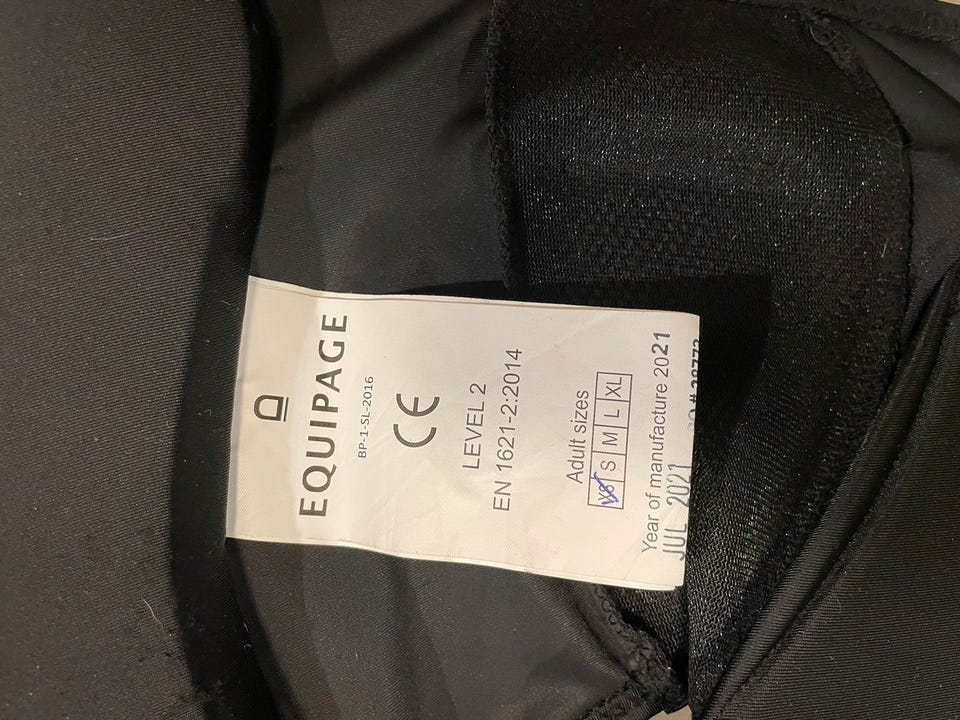 EQUIPAGE
BP-1-SL-2016
CE
LEVEL 2
EN 1621-2:2014
Adult sizes
XS S M L XL
Year of manufacture 2021
JUL 2021